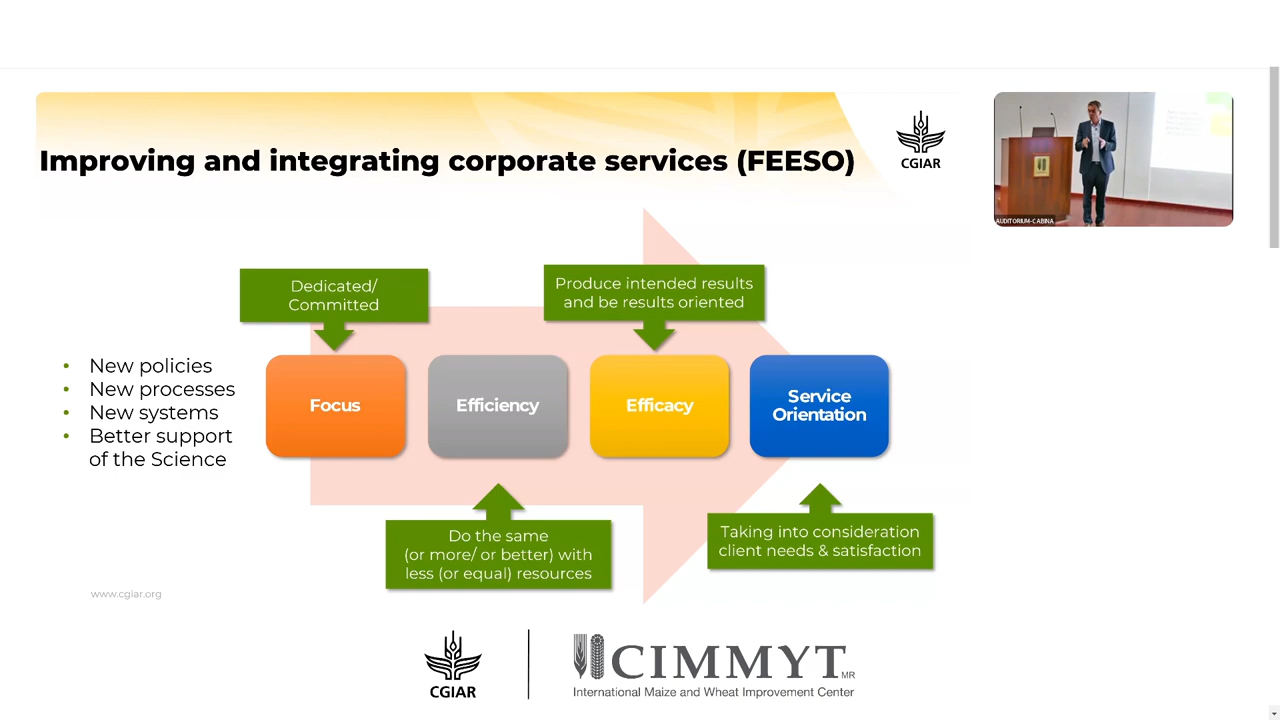 Improving and integrating corporate services (FEESO)
CGIAR
AUDITORIUM-CABINA
Dedicated/
Committed
Produce intended results
and be results oriented
• New policies
• New processes
• New systems
• Better support
of the Science
Focus
Efficiency
Efficacy
Service
Orientation
Do the same
(or more/ or better) with
less (or equal) resources
Taking into consideration
client needs & satisfaction
www.cgiar.org
CGIAR
CIMMYT MR
International Maize and Wheat Improvement Center